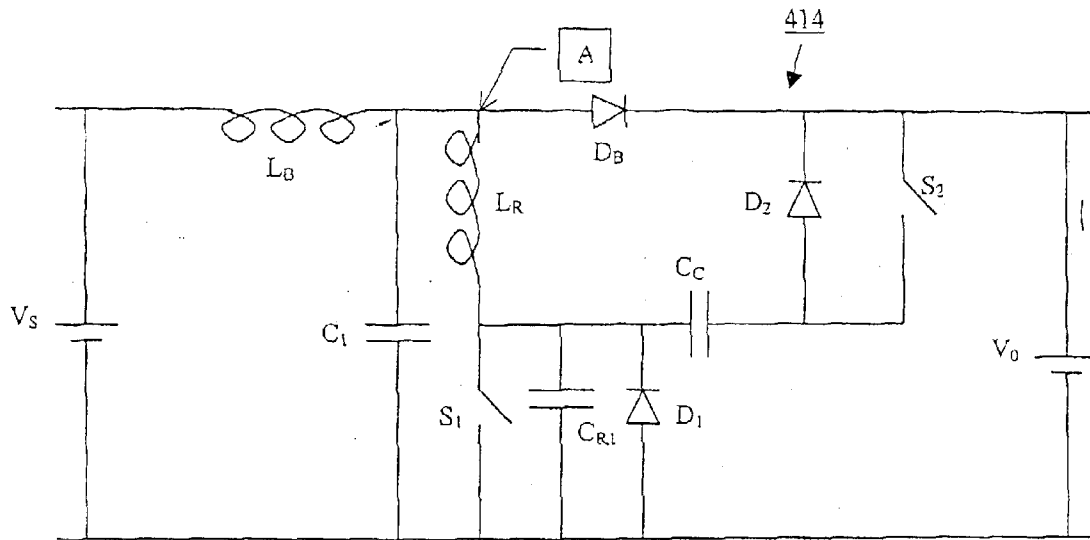 414
A
L_B
D_B
L_R
D_2
S_2
C_C
V_S
C_1
V_0
S_1
C_R1
D_1